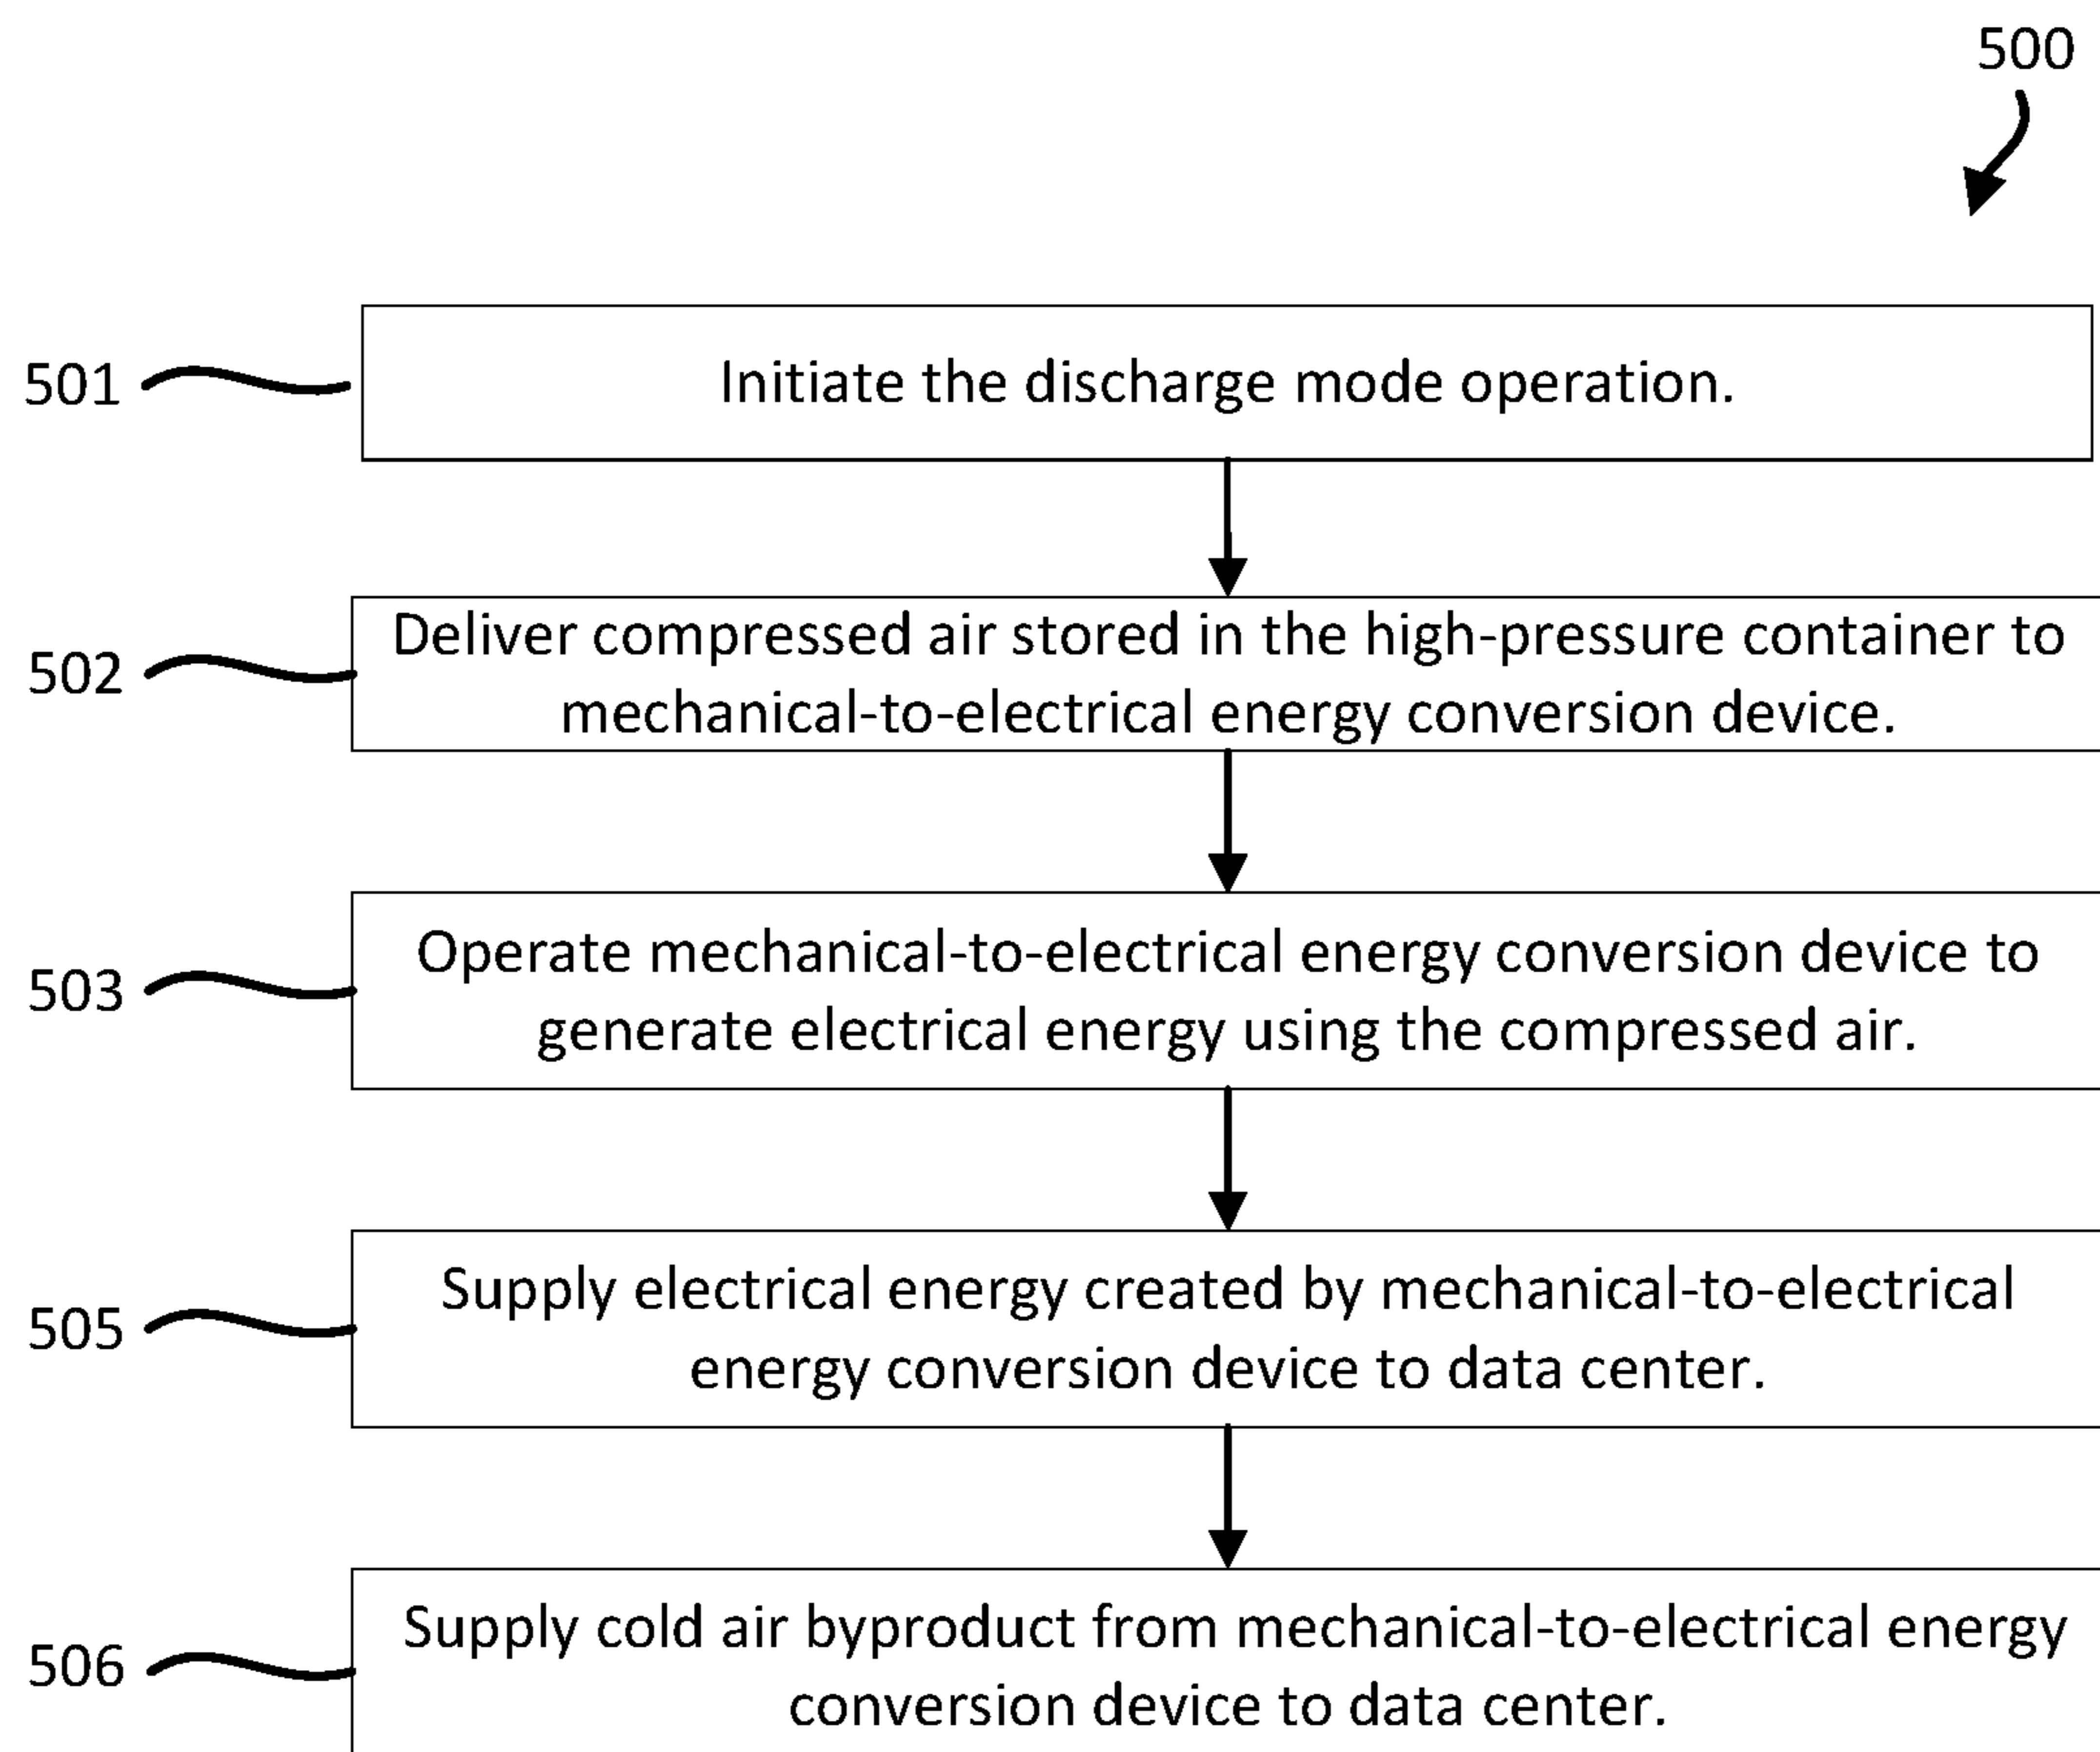 500
501
Initiate the discharge mode operation.
502
Deliver compressed air stored in the high-pressure container to
mechanical-to-electrical energy conversion device.
503
Operate mechanical-to-electrical energy conversion device to
generate electrical energy using the compressed air.
505
Supply electrical energy created by mechanical-to-electrical
energy conversion device to data center.
506
Supply cold air byproduct from mechanical-to-electrical energy
conversion device to data center.